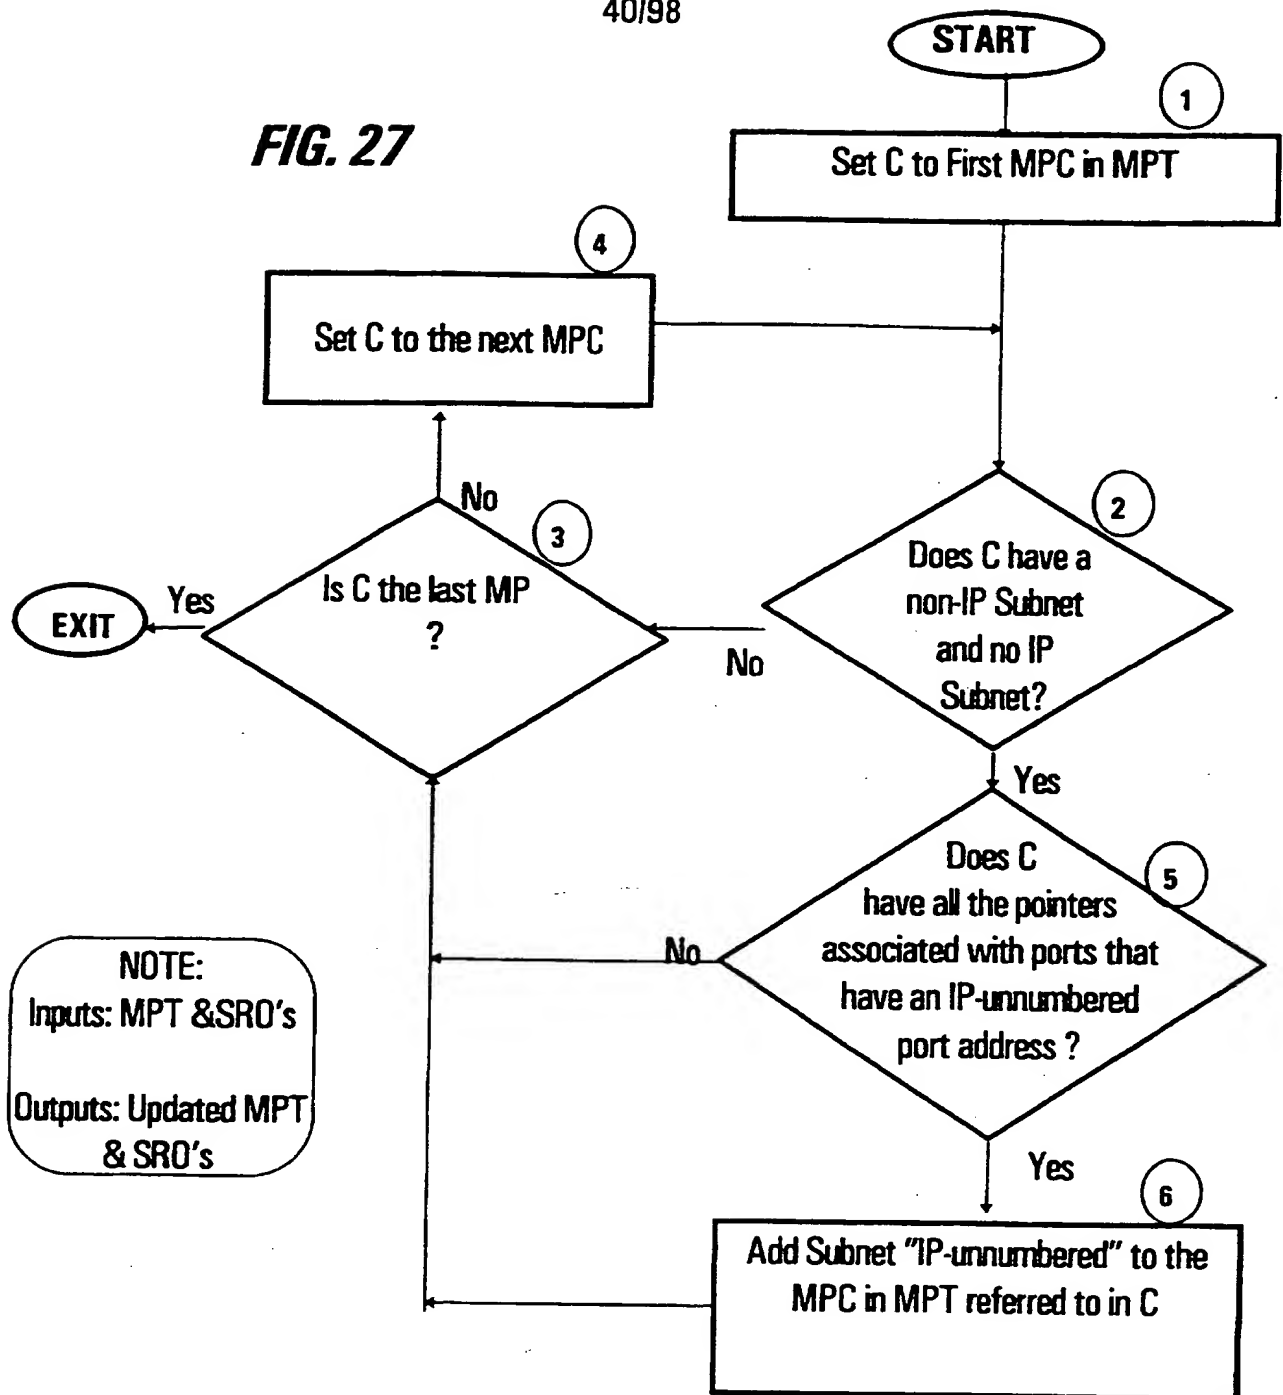 40/98
START
FIG. 27
1
Set C to First MPC in MPT
4
Set C to the next MPC
No
3
Is C the last MP
?
Yes
EXIT
2
Does C have a
non-IP Subnet
and no IP
Subnet?
No
Yes
Does C
have all the pointers
associated with ports that
have an IP-unnumbered
port address ?
5
No
NOTE:
Inputs: MPT &SRO's
Outputs: Updated MPT
& SRO's
Yes
6
Add Subnet "IP-unnumbered" to the
MPC in MPT referred to in C